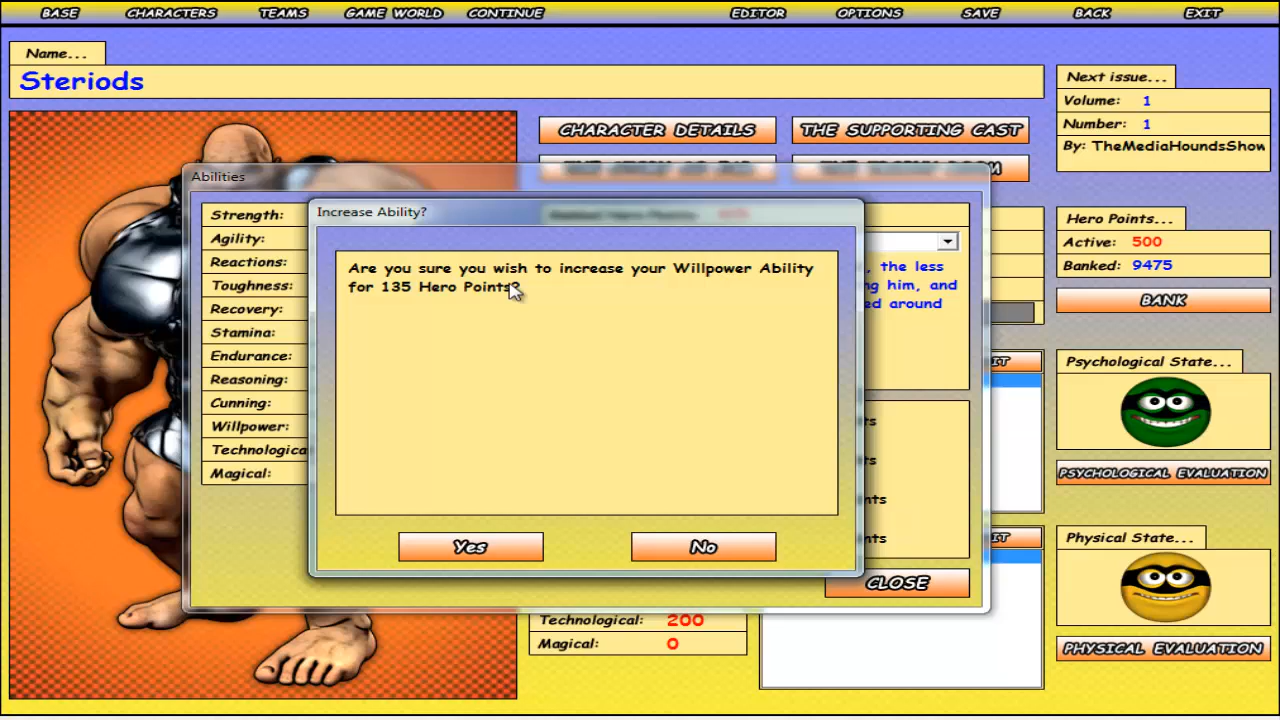 BASE CHARACTERS TEAMS GAME WORLD CONTINUE EDITOR OPTIONS SAVE BACK EXIT
Name...
Steriods
Next issue...
Volume: 1
Number: 1
By: TheMediaHoundsShow
CHARACTER DETAILS THE SUPPORTING CAST
Abilities
Increase Ability?
Strength:
Agility:
Reactions:
Toughness:
Recovery:
Stamina:
Endurance:
Reasoning:
Cunning:
Willpower:
Technologica
Magical:
Are you sure you wish to increase your Willpower Ability
for 135 Hero Points?
Yes No
, the less
ng him, and
ed around
nts
CLOSE
Technological: 200
Magical: 0
Hero Points...
Active: 500
Banked: 9475
BANK
Psychological State...
PSYCHOLOGICAL EVALUATION
Physical State...
PHYSICAL EVALUATION